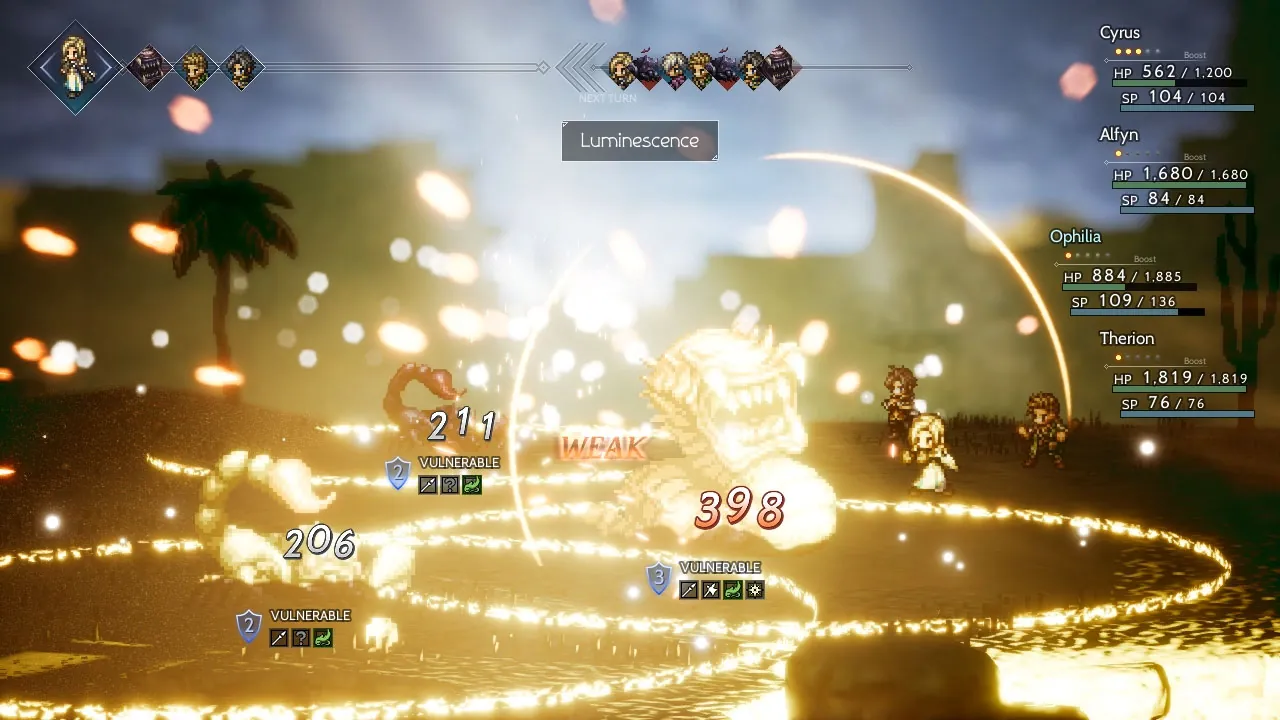 Cyrus
Boost
HP 562 / 1,200
SP 104 / 104
NEXT TURN
Luminescence
Alfyn
Boost
HP 1,680 / 1,680
SP 84 / 84
Ophilia
Boost
HP 884 / 1,885
SP 109 / 136
Therion
Boost
HP 1,819 / 1,819
SP 76 / 76
211
WEAK
2 VULNERABLE
?
398
206
3 VULNERABLE
2 VULNERABLE
?